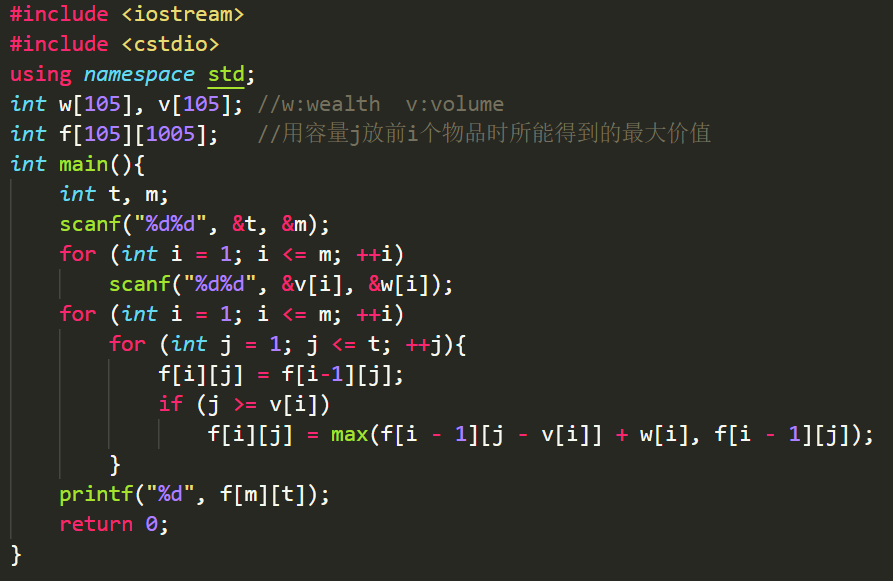 #include <iostream>
#include <cstdio>
using namespace std;
int w[105], v[105]; //w:wealth  v:volume
int f[105][1005];   //用容量j放前i个物品时所能得到的最大价值
int main(){
    int t, m;
    scanf("%d%d", &t, &m);
    for (int i = 1; i <= m; ++i)
        scanf("%d%d", &v[i], &w[i]);
    for (int i = 1; i <= m; ++i)
        for (int j = 1; j <= t; ++j){
            f[i][j] = f[i-1][j];
            if (j >= v[i])
                f[i][j] = max(f[i - 1][j - v[i]] + w[i], f[i - 1][j]);
        }
    printf("%d", f[m][t]);
    return 0;
}